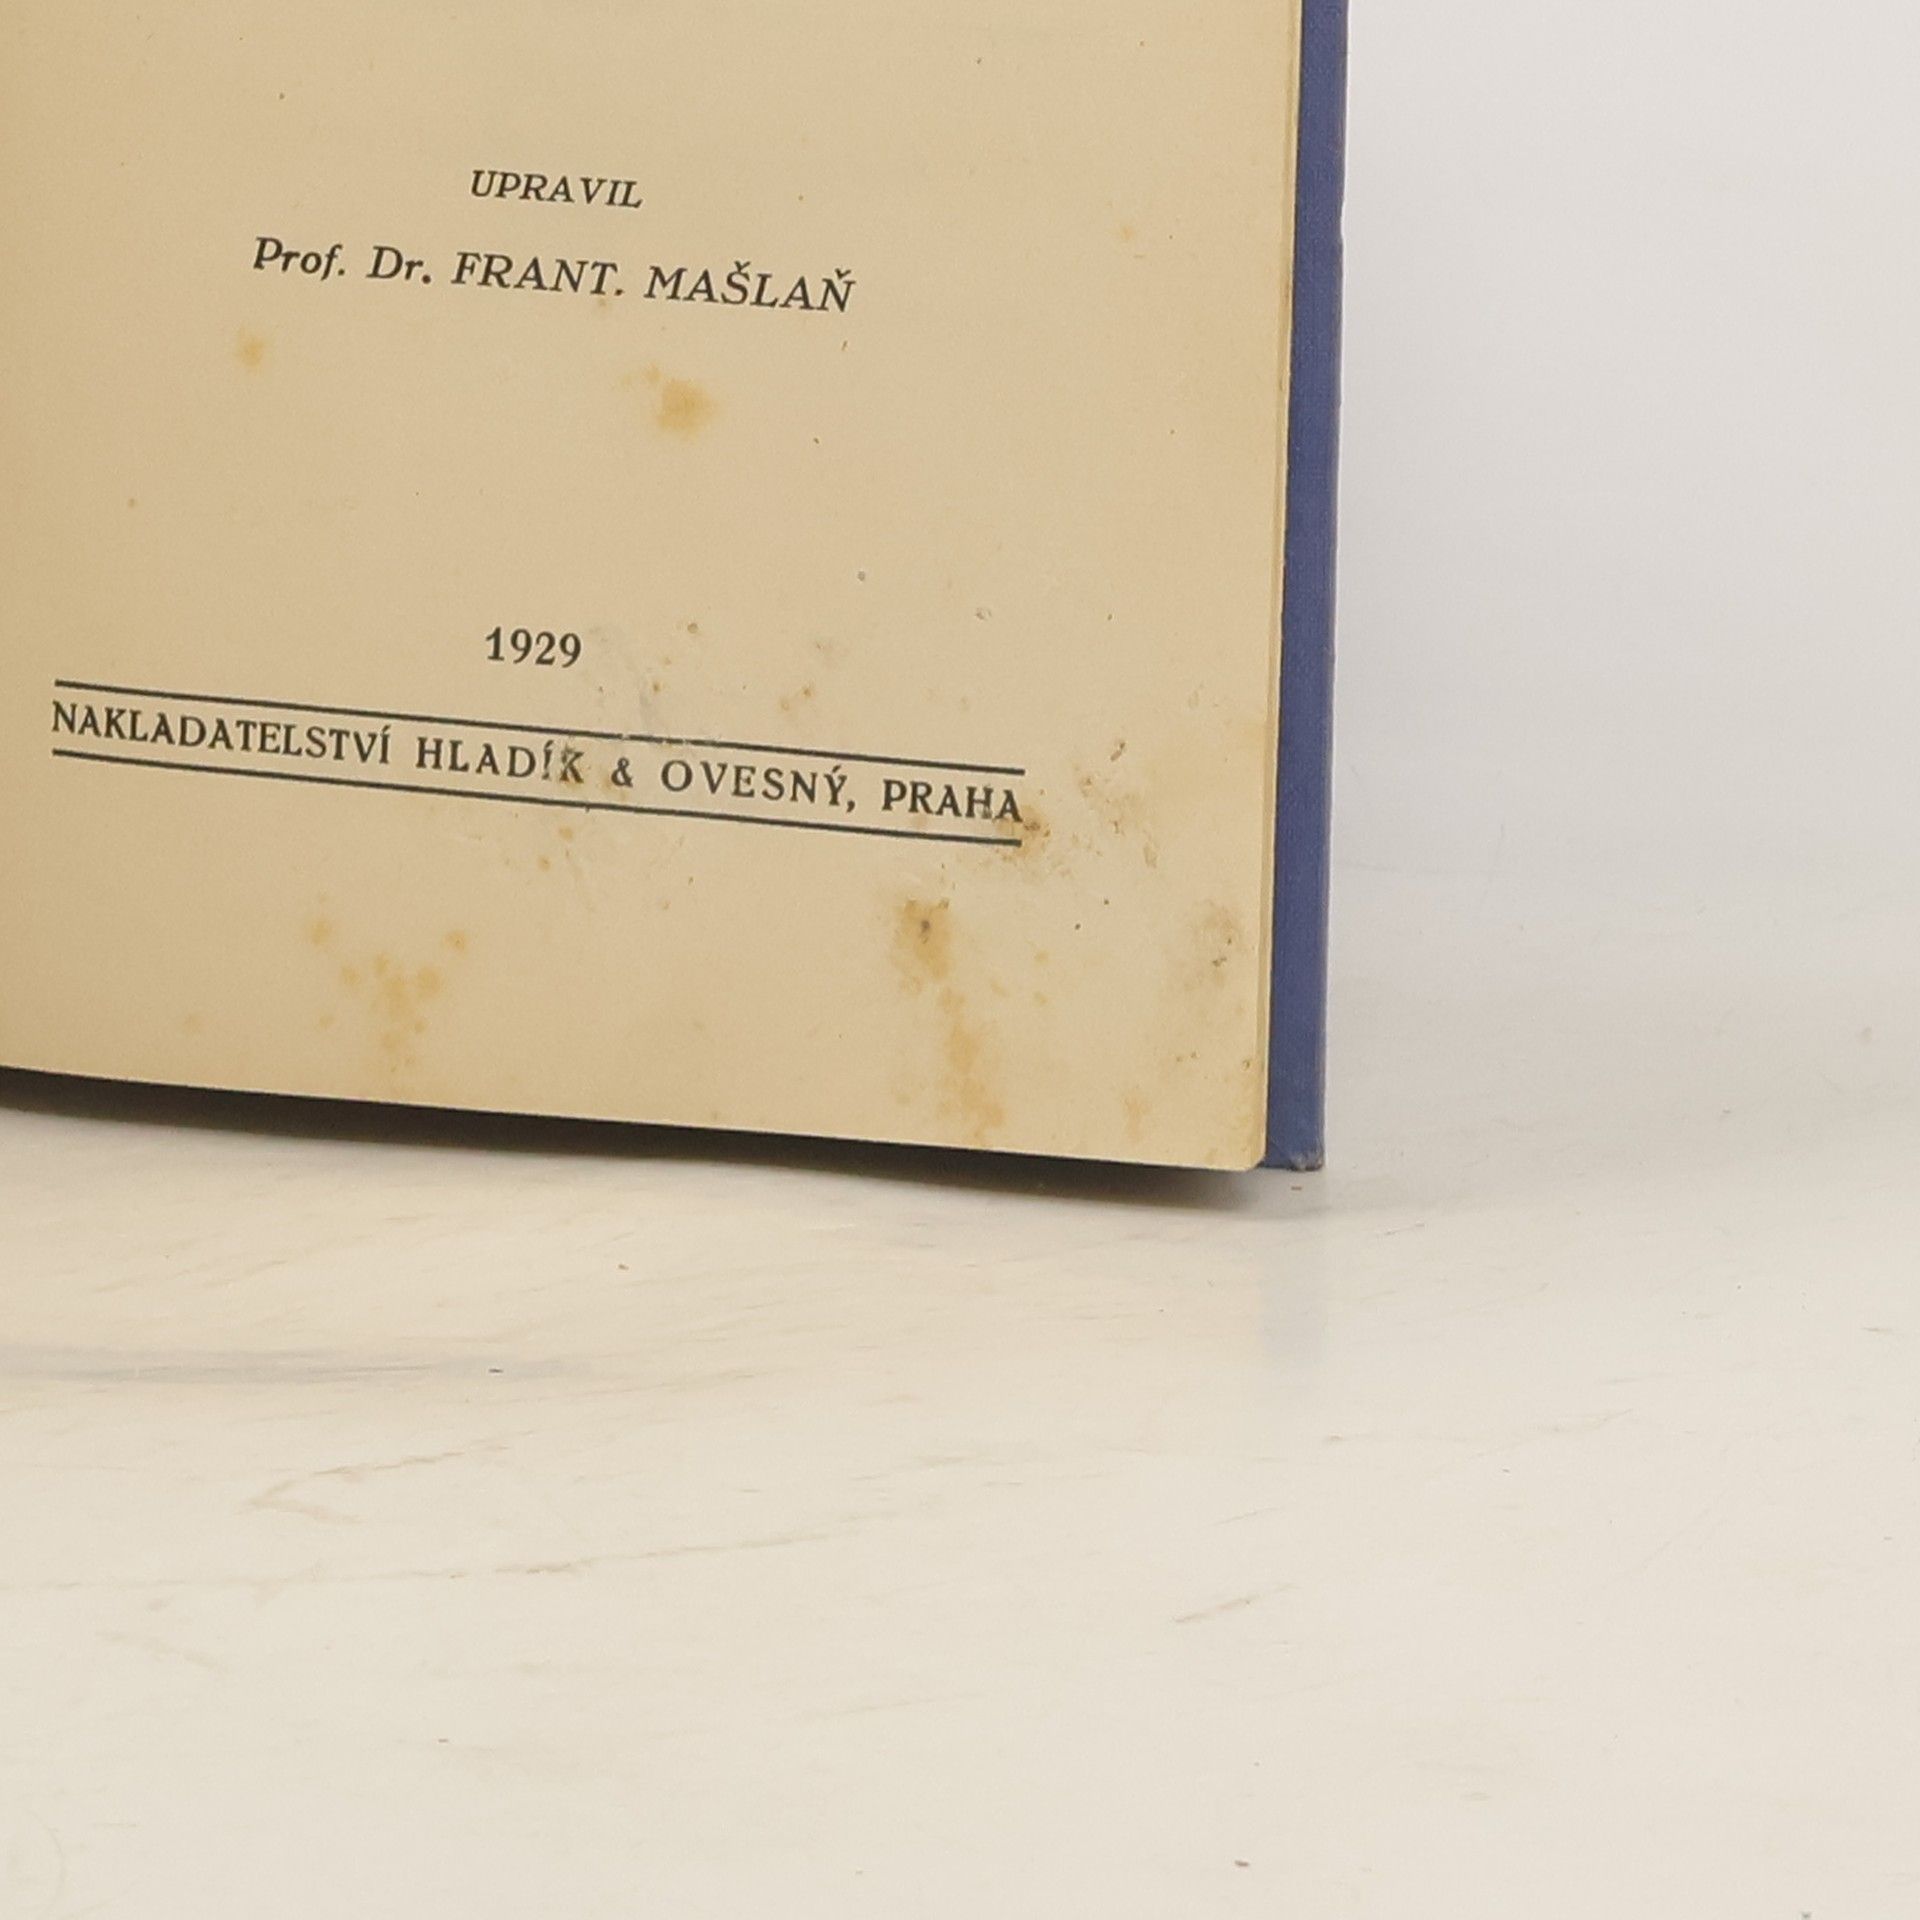 UPRAVIL
Prof. Dr. FRANT. MAŠLAŇ
1929
NAKLADATELSTVÍ HLADÍK & OVESNÝ, PRAHA